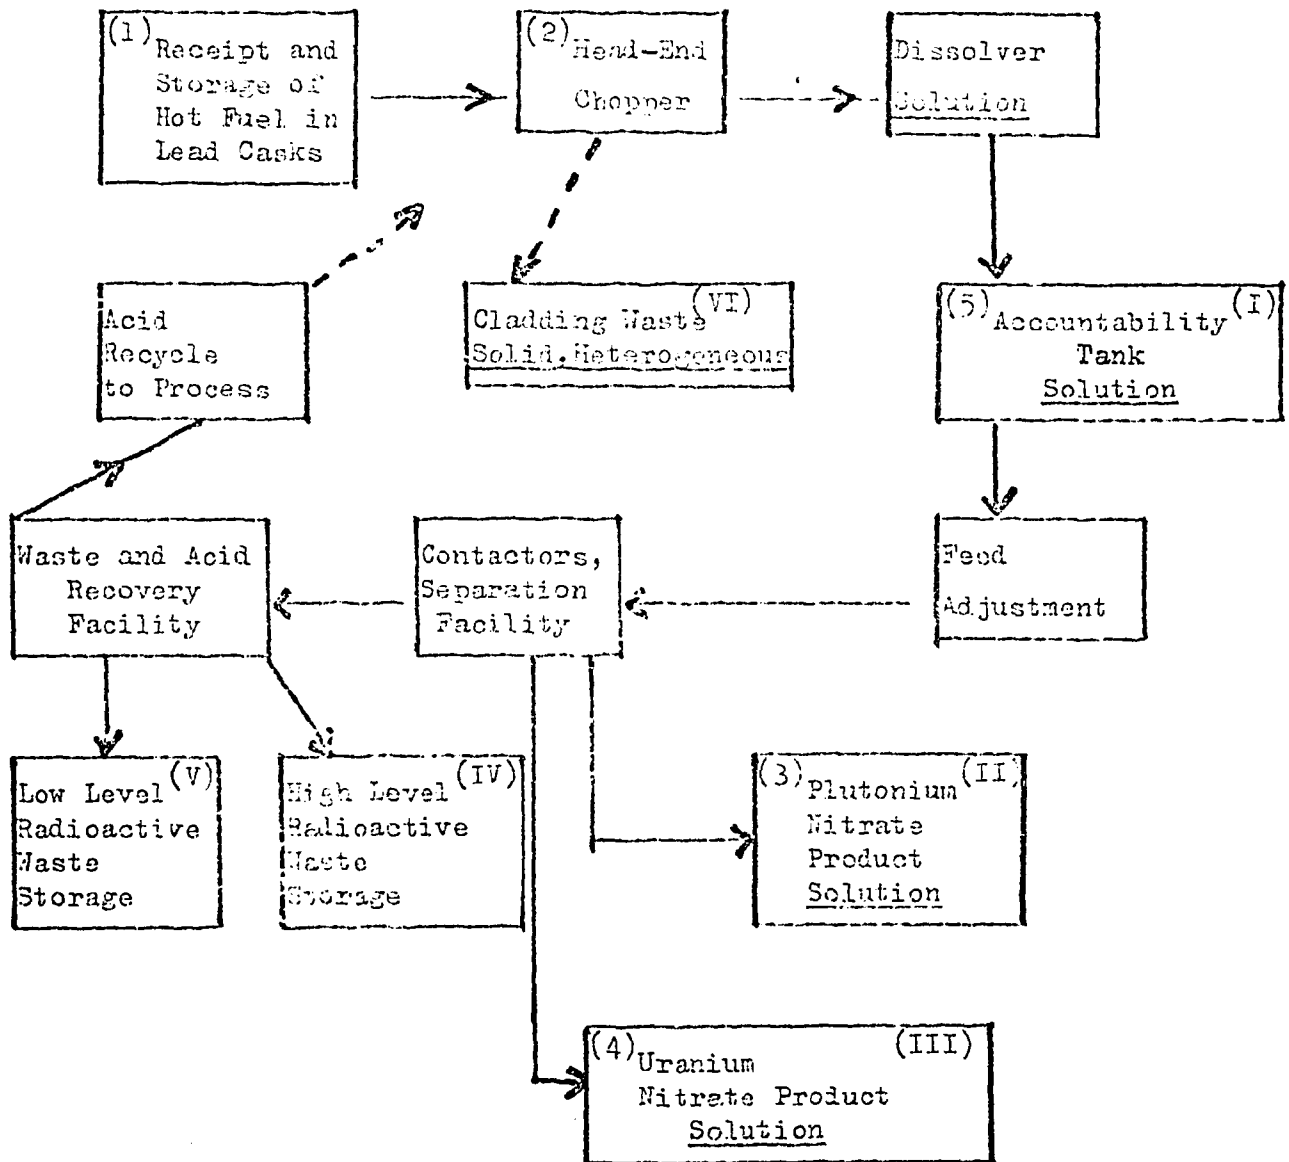 (1) Receipt and
Storage of
Hot Fuel in
Lead Casks
(2) Head-End
Chopper
Dissolver
Solution
Acid
Recycle
to Process
Cladding Waste (VI)
Solid, Heterogeneous
(5) Accountability (I)
Tank
Solution
Waste and Acid
Recovery
Facility
Contactors,
Separation
Facility
Feed
Adjustment
Low Level (V)
Radioactive
Waste
Storage
High Level (IV)
Radioactive
Waste
Storage
(3) Plutonium (II)
Nitrate
Product
Solution
(4) Uranium (III)
Nitrate Product
Solution